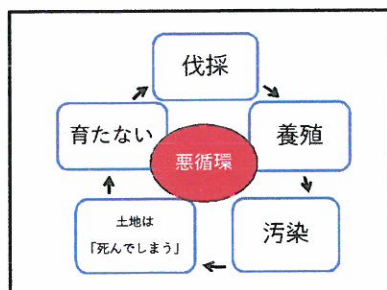 伐採
養殖
汚染
土地は
「死んでしまう」
育たない
悪循環